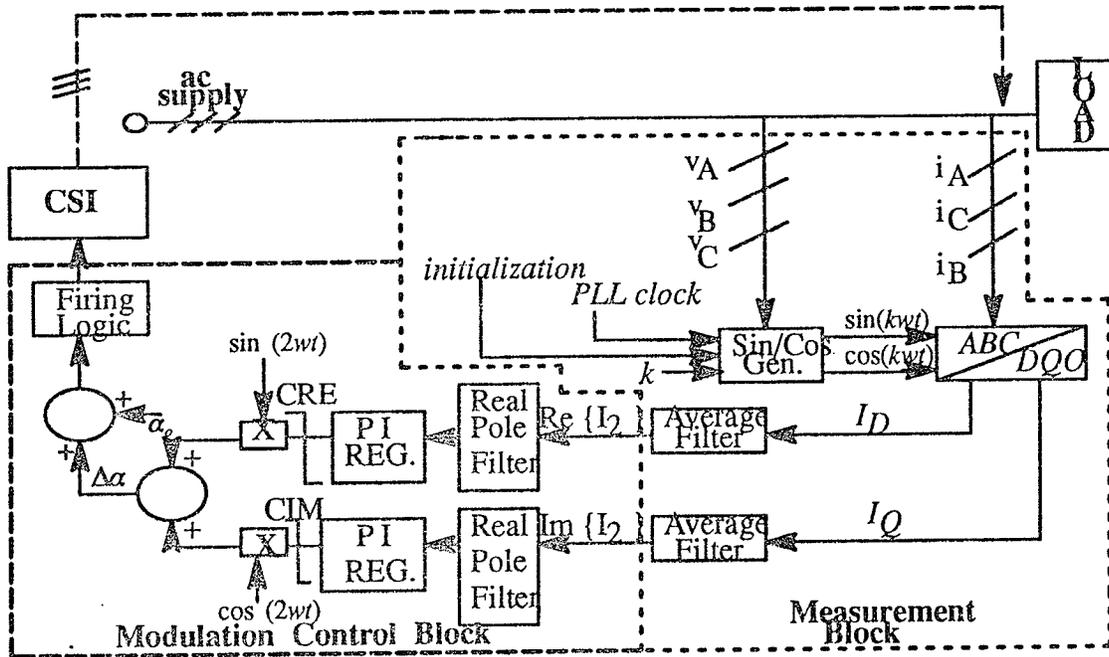 ac
supply
LOAD
CSI
vA
vB
vC
iA
iC
iB
initialization
PLL clock
k
Sin/Cos
Gen.
sin(kwt)
cos(kwt)
ABC
DQO
Firing
Logic
sin (2wt)
CRE
X
PI
REG.
Real
Pole
Filter
Re {I2}
Average
Filter
ID
+
αo
+
+
Δα
+
CIM
X
PI
REG.
Real
Pole
Filter
Im {I2}
Average
Filter
IQ
cos (2wt)
Modulation Control Block
Measurement
Block